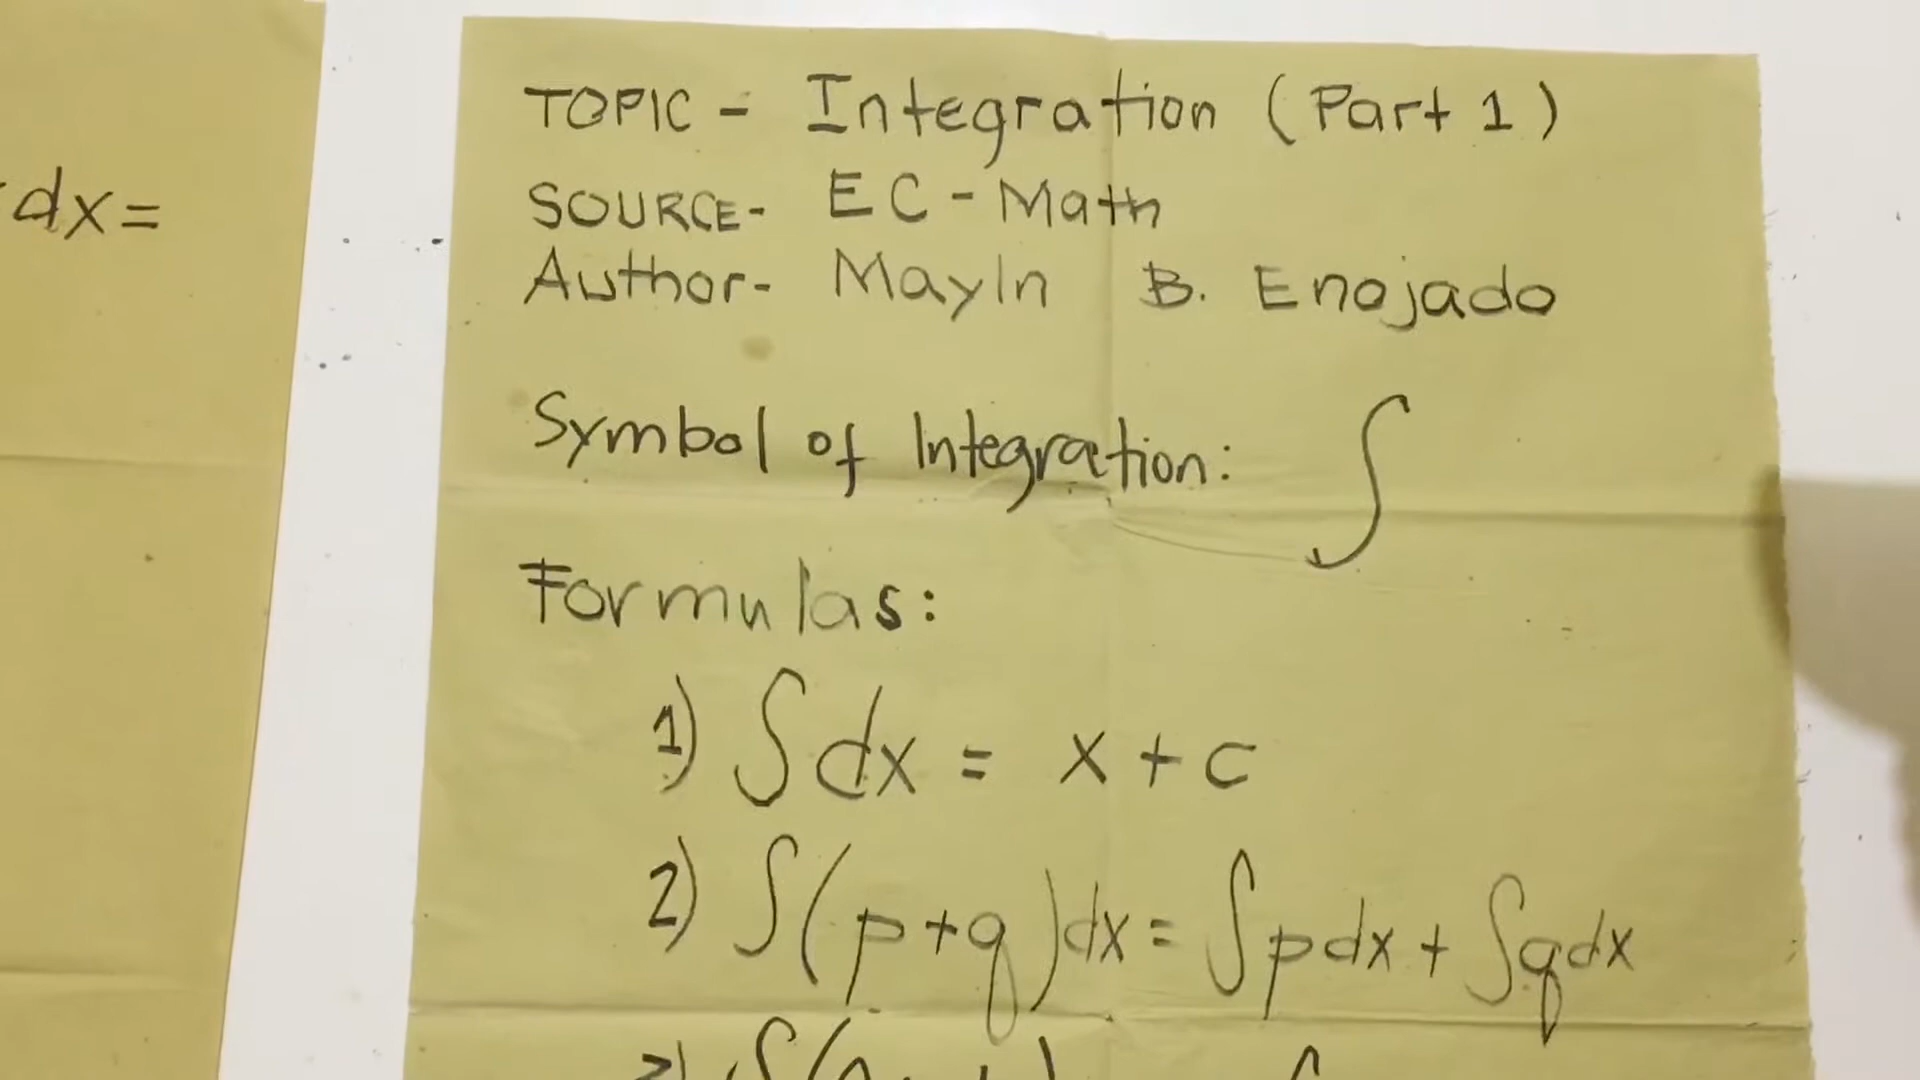 dx=
TOPIC - Integration (Part 1)
SOURCE- EC - Math
Author- Mayln B. Enojado
Symbol of Integration: ∫
Formulas:
1) ∫dx = x + c
2) ∫(p+q)dx = ∫pdx + ∫qdx